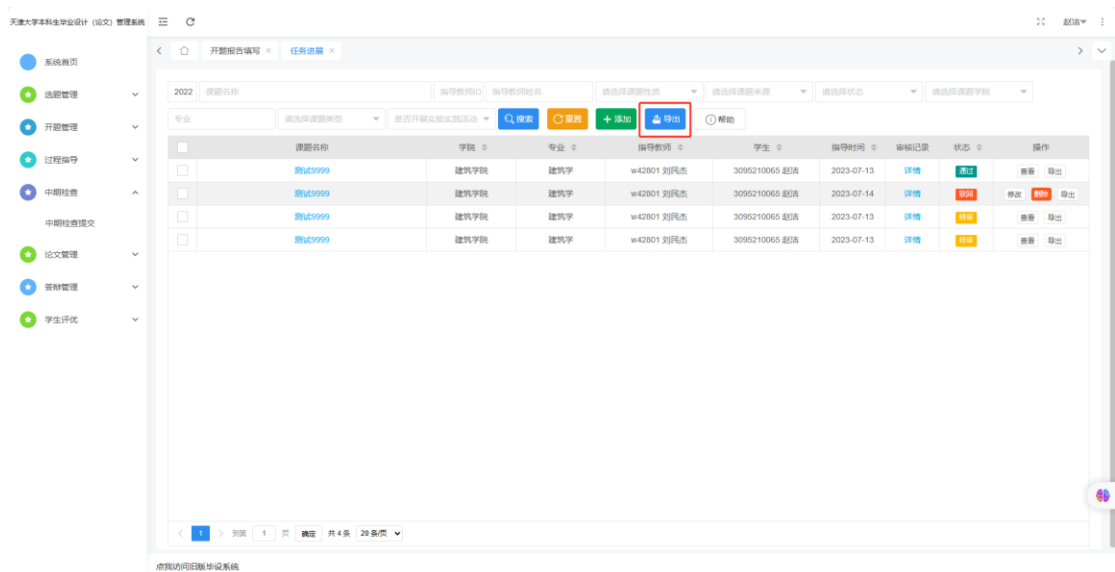 天津大学本科生毕业设计（论文）管理系统
赵洁
开题报告填写 ×
任务进展 ×
系统首页
选题管理
开题管理
过程指导
中期检查
中期检查提交
论文管理
答辩管理
学生评优
2022 课题名称 指导教师ID 指导教师姓名 请选择课题性质 请选择课题来源 请选择状态 请选择课题学院
专业 请选择课题类型 是否开展实验实践活动 搜索 重置 + 添加 导出 帮助
课题名称 学院 专业 指导教师 学生 指导时间 审核记录 状态 操作
测试9999 建筑学院 建筑学 w42801 刘民杰 3095210065 赵洁 2023-07-13 详情 通过 查看 导出
测试9999 建筑学院 建筑学 w42801 刘民杰 3095210065 赵洁 2023-07-14 详情 驳回 修改 删除 导出
测试9999 建筑学院 建筑学 w42801 刘民杰 3095210065 赵洁 2023-07-13 详情 待审 查看 导出
测试9999 建筑学院 建筑学 w42801 刘民杰 3095210065 赵洁 2023-07-13 详情 待审 查看 导出
1 到第 1 页 确定 共 4 条 20 条/页
点我访问旧版毕设系统